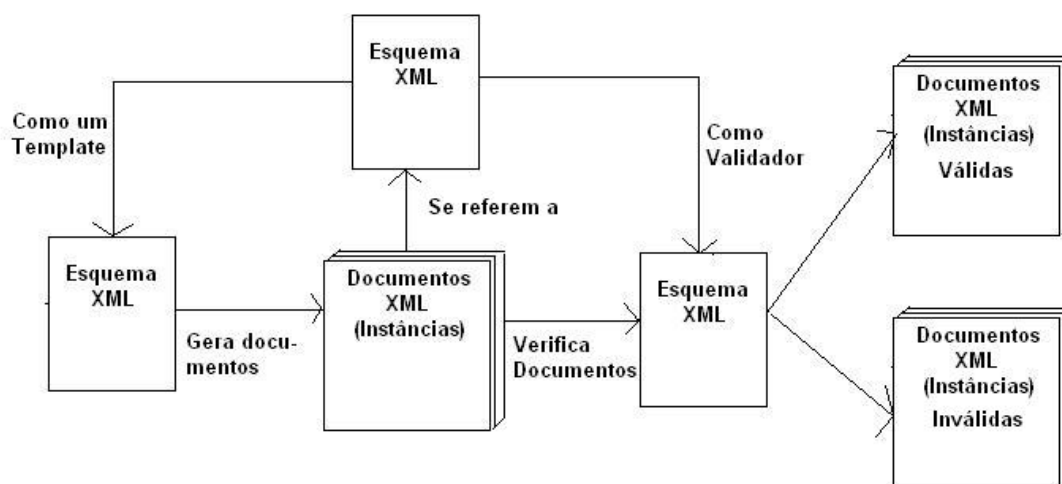 Esquema
XML
Como um
Template
Como
Validador
Se referem a
Esquema
XML
Gera docu-
mentos
Documentos
XML
(Instâncias)
Verifica
Documentos
Esquema
XML
Documentos
XML
(Instâncias)
Válidas
Documentos
XML
(Instâncias)
Inválidas